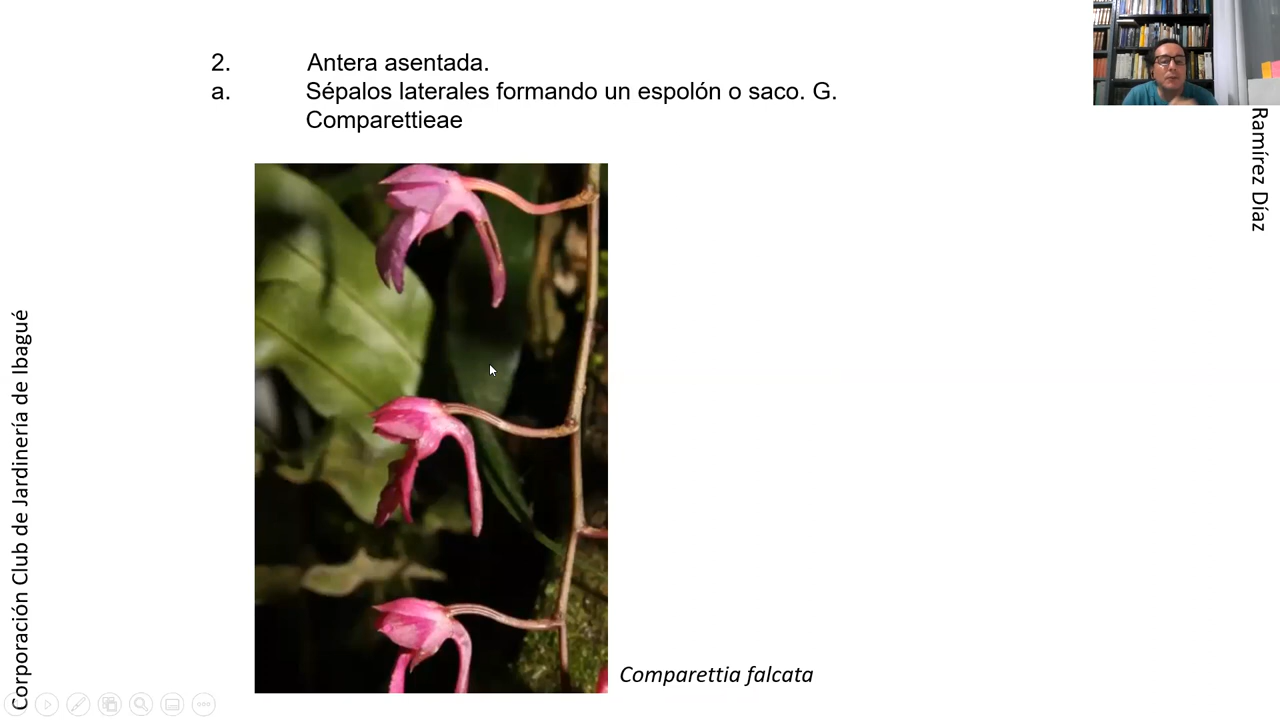 2. Antera asentada.
a. Sépalos laterales formando un espolón o saco. G.
Comparettieae
Comparettia falcata
Corporación Club de Jardinería de Ibagué
Ramírez Díaz